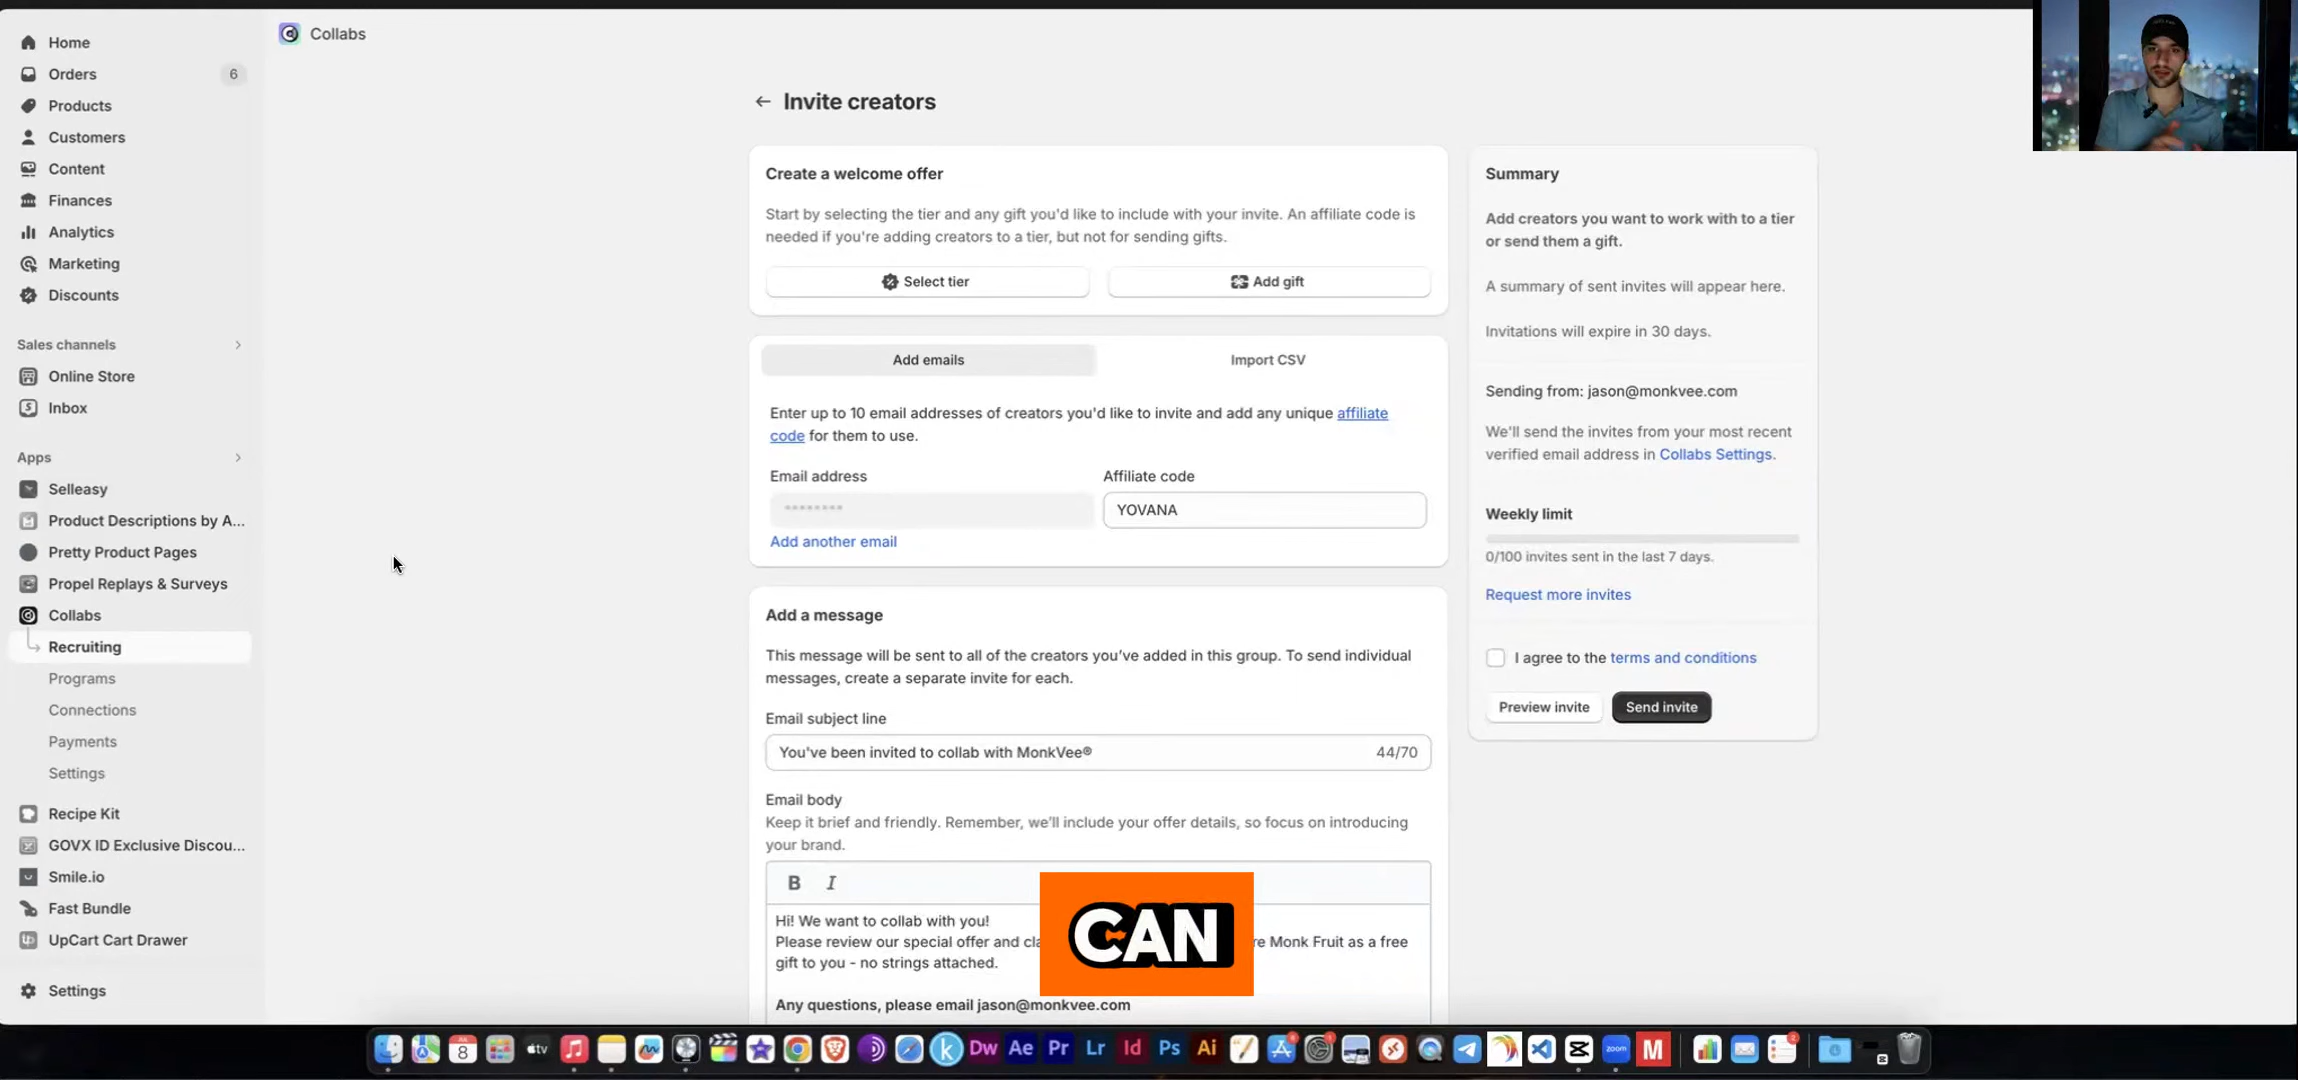 Home
Orders
6
Products
Customers
Content
Finances
Analytics
Marketing
Discounts
Sales channels
Online Store
Inbox
Apps
Selleasy
Product Descriptions by A...
Pretty Product Pages
Propel Replays & Surveys
Collabs
Recruiting
Programs
Connections
Payments
Settings
Recipe Kit
GOVX ID Exclusive Discou...
Smile.io
Fast Bundle
UpCart Cart Drawer
Settings
Collabs
Invite creators
Create a welcome offer
Start by selecting the tier and any gift you'd like to include with your invite. An affiliate code is
needed if you're adding creators to a tier, but not for sending gifts.
Select tier
Add gift
Add emails
Import CSV
Enter up to 10 email addresses of creators you'd like to invite and add any unique affiliate
code for them to use.
Email address
Affiliate code
********
YOVANA
Add another email
Add a message
This message will be sent to all of the creators you've added in this group. To send individual
messages, create a separate invite for each.
Email subject line
You've been invited to collab with MonkVee®
44/70
Email body
Keep it brief and friendly. Remember, we'll include your offer details, so focus on introducing
your brand.
B I
Hi! We want to collab with you!
Please review our special offer and Monk Fruit as a free
gift to you - no strings attached.
Any questions, please email jason@monkvee.com
CAN
Summary
Add creators you want to work with to a tier
or send them a gift.
A summary of sent invites will appear here.
Invitations will expire in 30 days.
Sending from: jason@monkvee.com
We'll send the invites from your most recent
verified email address in Collabs Settings.
Weekly limit
0/100 invites sent in the last 7 days.
Request more invites
I agree to the terms and conditions
Preview invite
Send invite
8
tv
k
Dw
Ae
Pr
Lr
Id
Ps
Ai
zoom
M